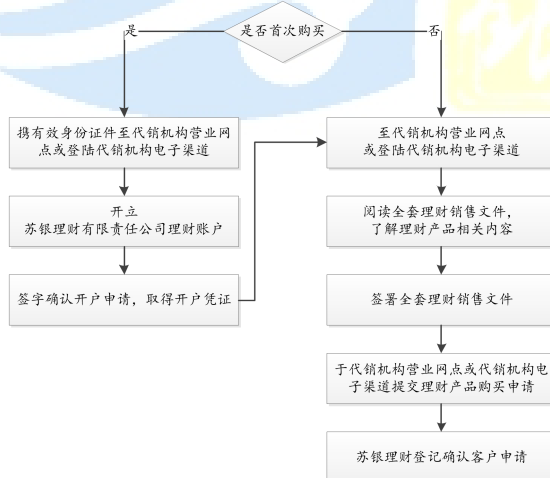 是否首次购买
是
否
携有效身份证件至代销机构营业网
点或登陆代销机构电子渠道
开立
苏银理财有限责任公司理财账户
签字确认开户申请，取得开户凭证
至代销机构营业网点
或登陆代销机构电子渠道
阅读全套理财销售文件，
了解理财产品相关内容
签署全套理财销售文件
于代销机构营业网点或代销机构电
子渠道提交理财产品购买申请
苏银理财登记确认客户申请